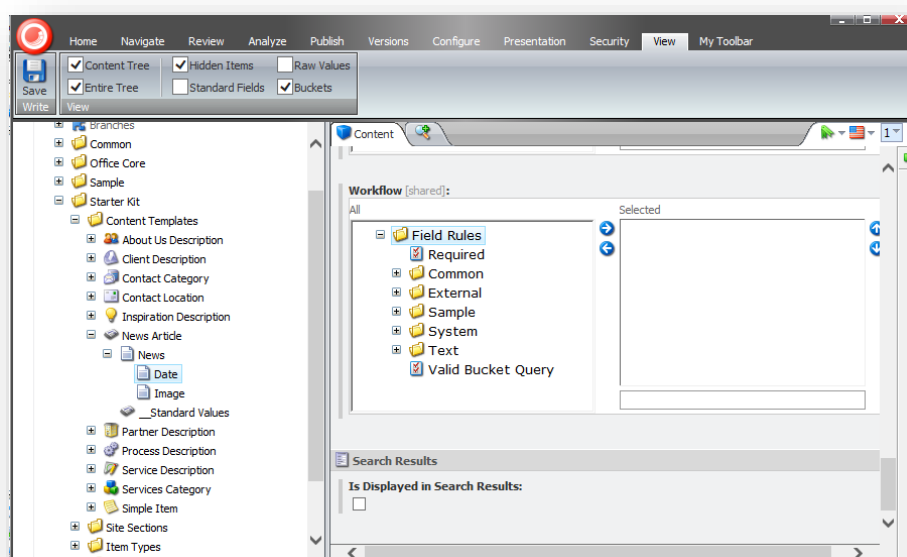 Home Navigate Review Analyze Publish Versions Configure Presentation Security View My Toolbar
Save
Write
Content Tree Hidden Items Raw Values
Entire Tree Standard Fields Buckets
View
Branches
Common
Office Core
Sample
Starter Kit
Content Templates
About Us Description
Client Description
Contact Category
Contact Location
Inspiration Description
News Article
News
Date
Image
__Standard Values
Partner Description
Process Description
Service Description
Services Category
Simple Item
Site Sections
Item Types
Content
1
Workflow [shared]:
All Selected
Field Rules
Required
Common
External
Sample
System
Text
Valid Bucket Query
Search Results
Is Displayed in Search Results: